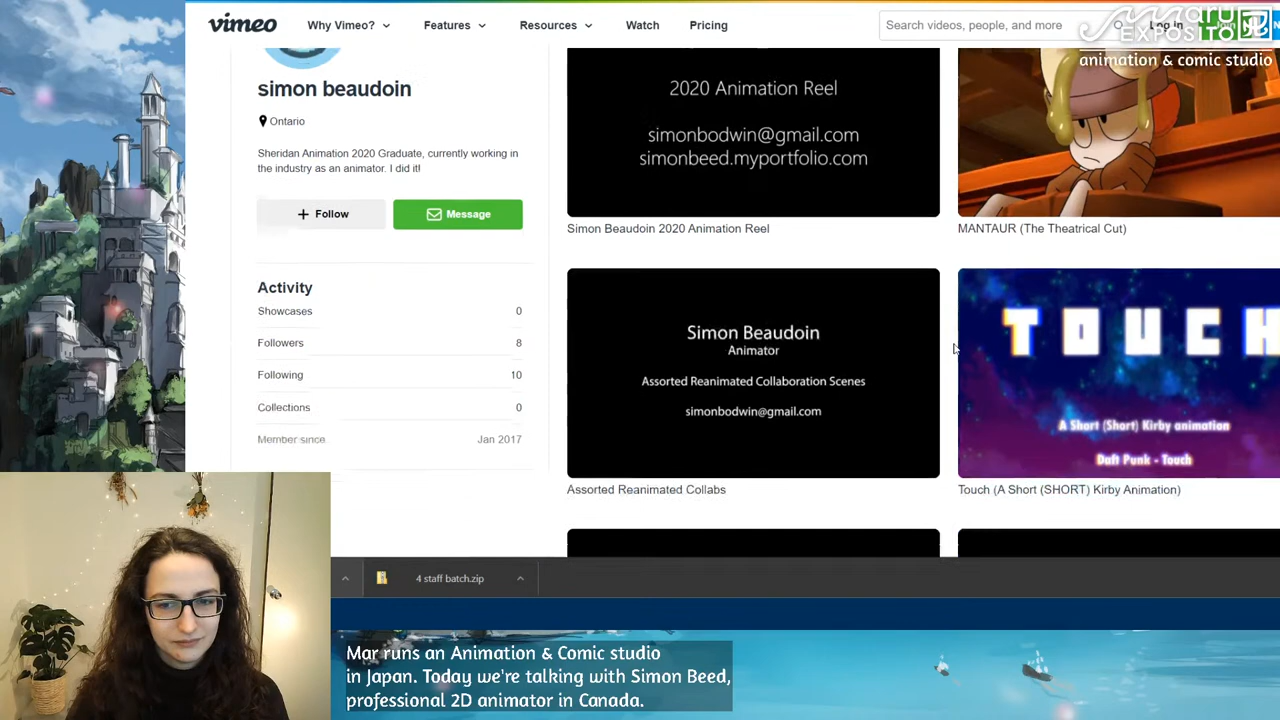 vimeo
Why Vimeo?
Features
Resources
Watch
Pricing
Search videos, people, and more
Log in
maru
EXPOSITO
animation & comic studio
simon beaudoin
Ontario
Sheridan Animation 2020 Graduate, currently working in
the industry as an animator. I did it!
+ Follow
Message
Activity
Showcases 0
Followers 8
Following 10
Collections 0
Member since Jan 2017
2020 Animation Reel
simonbodwin@gmail.com
simonbeed.myportfolio.com
Simon Beaudoin 2020 Animation Reel
MANTAUR (The Theatrical Cut)
Simon Beaudoin
Animator
Assorted Reanimated Collaboration Scenes
simonbodwin@gmail.com
Assorted Reanimated Collabs
TOUCH
A Short (Short) Kirby animation
Daft Punk - Touch
Touch (A Short (SHORT) Kirby Animation)
4 staff batch.zip
Mar runs an Animation & Comic studio
in Japan. Today we're talking with Simon Beed,
professional 2D animator in Canada.